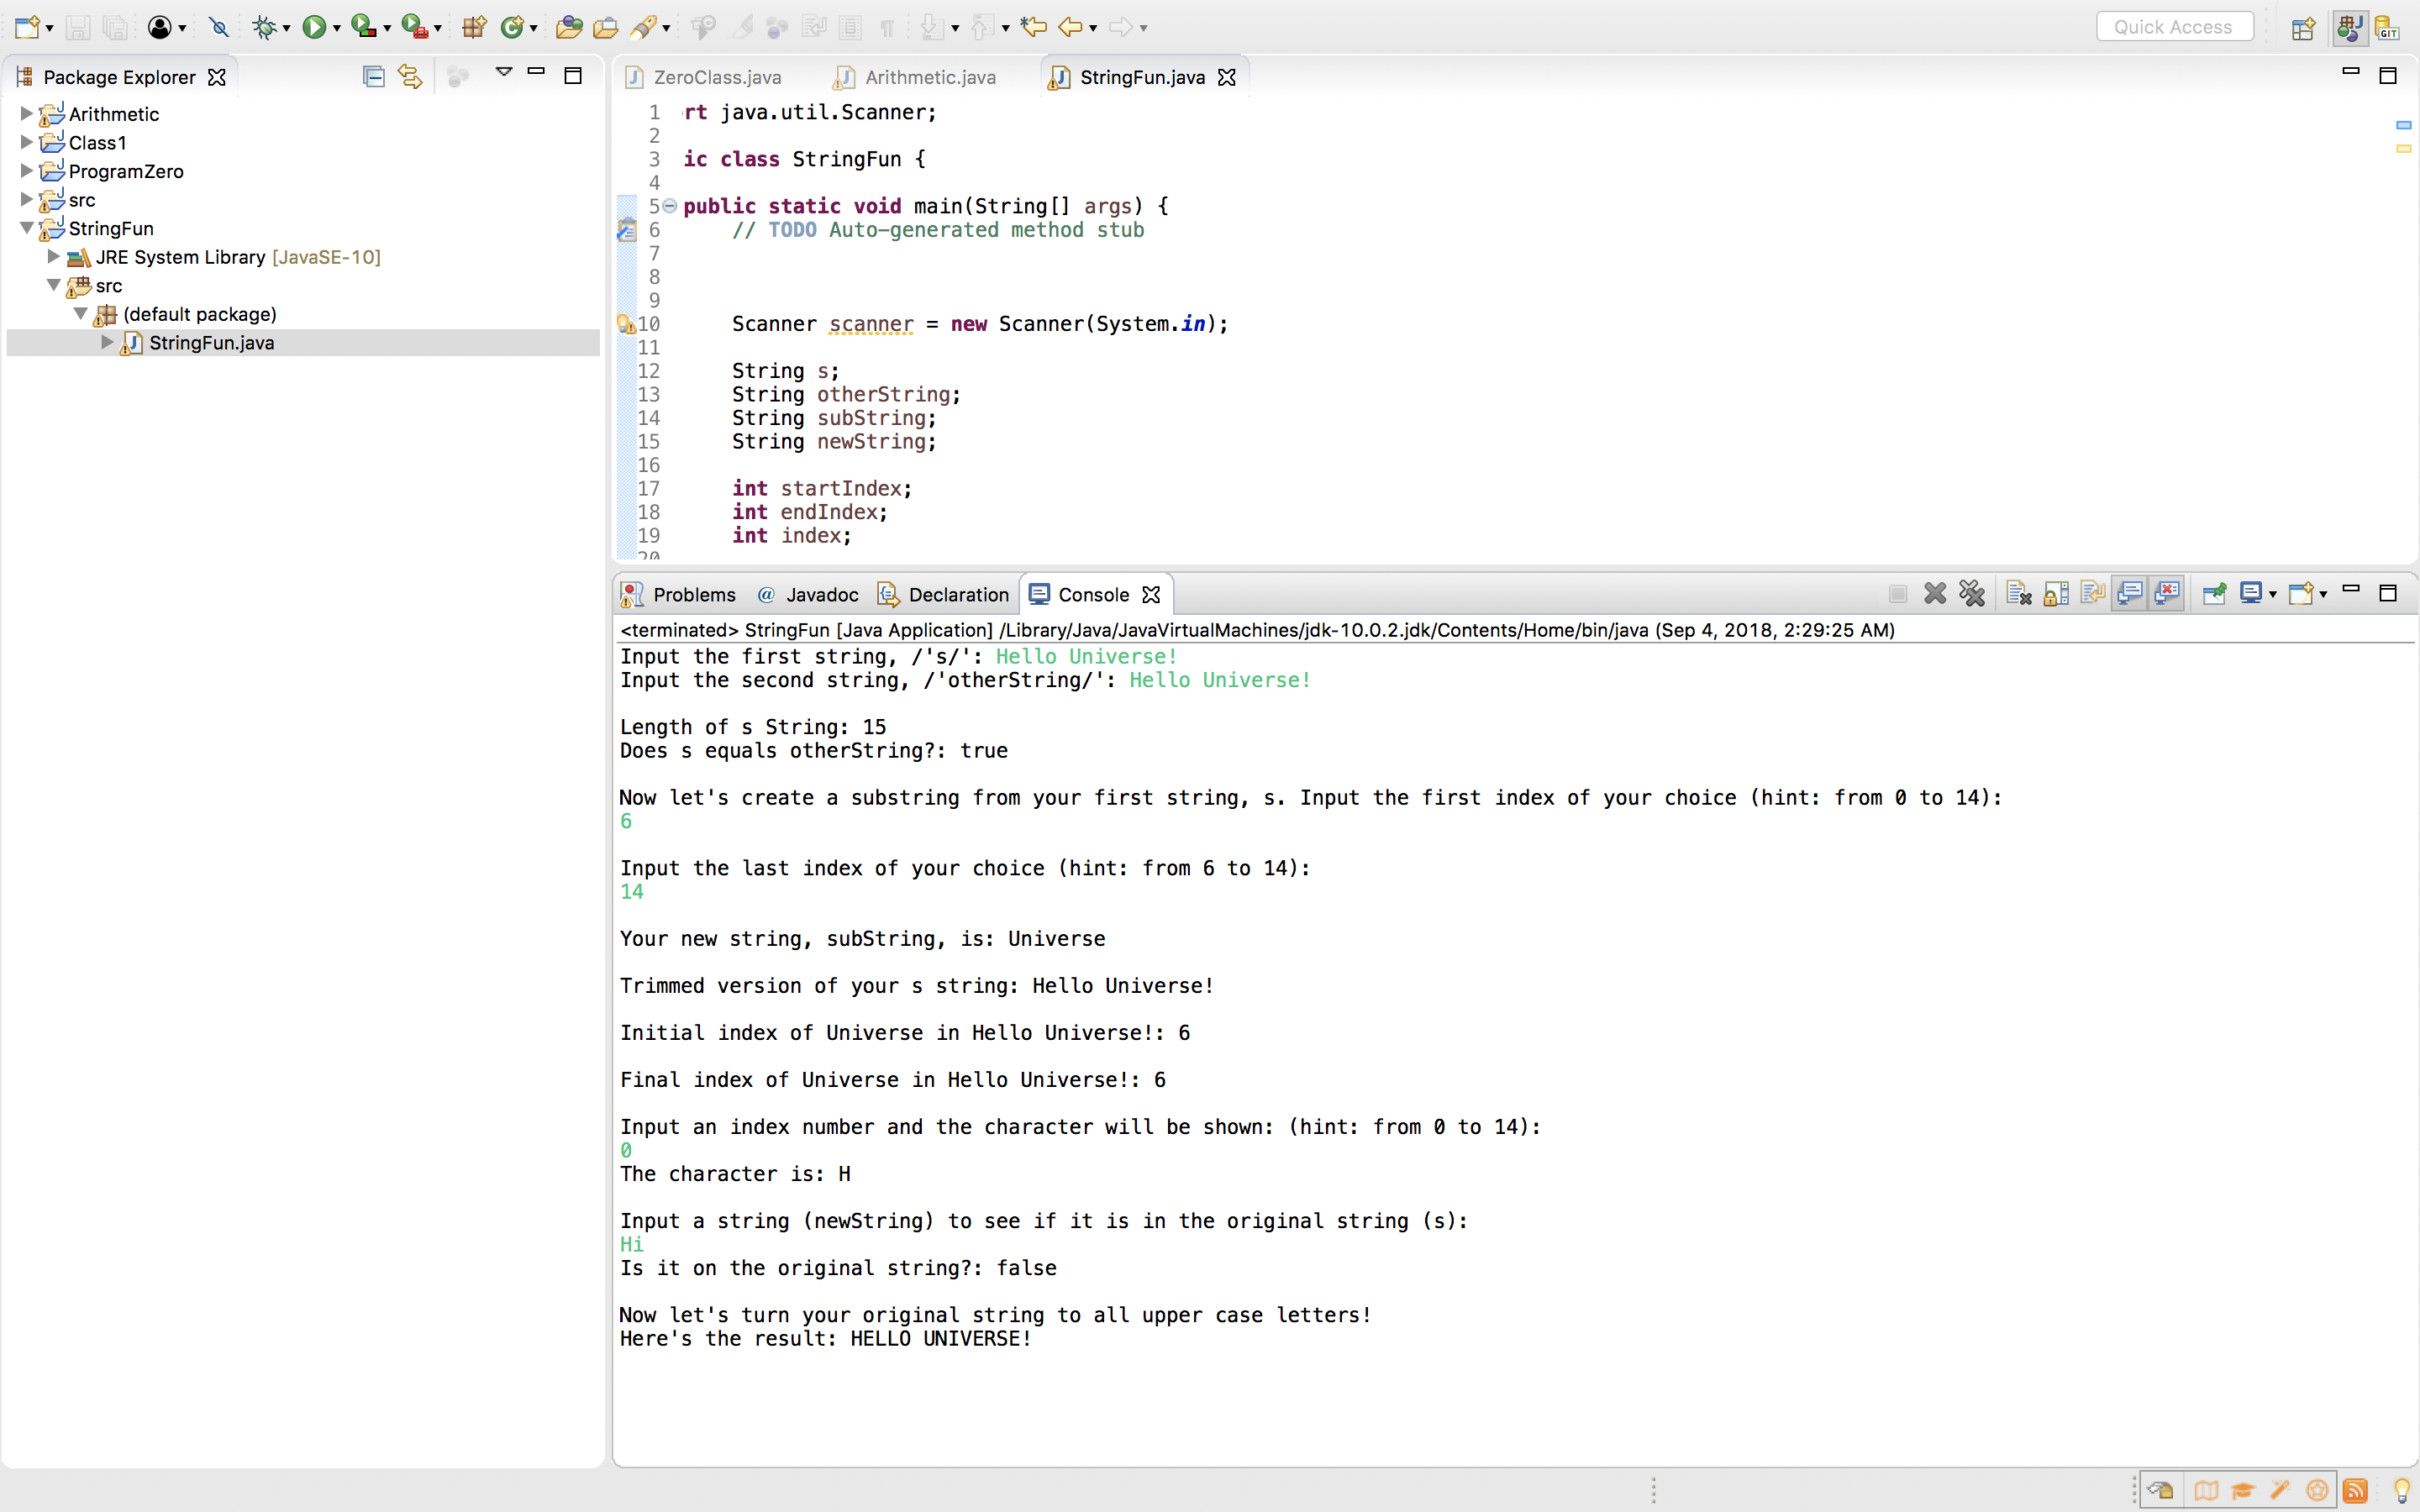 Quick Access
Package Explorer
Arithmetic
Class1
ProgramZero
src
StringFun
JRE System Library [JavaSE-10]
src
(default package)
StringFun.java
ZeroClass.java Arithmetic.java StringFun.java
1 rt java.util.Scanner;
2
3 ic class StringFun {
4
5 public static void main(String[] args) {
6 // TODO Auto-generated method stub
7
8
9
10 Scanner scanner = new Scanner(System.in);
11
12 String s;
13 String otherString;
14 String subString;
15 String newString;
16
17 int startIndex;
18 int endIndex;
19 int index;
20
Problems @ Javadoc Declaration Console
<terminated> StringFun [Java Application] /Library/Java/JavaVirtualMachines/jdk-10.0.2.jdk/Contents/Home/bin/java (Sep 4, 2018, 2:29:25 AM)
Input the first string, /'s/': Hello Universe!
Input the second string, /'otherString/': Hello Universe!
Length of s String: 15
Does s equals otherString?: true
Now let's create a substring from your first string, s. Input the first index of your choice (hint: from 0 to 14):
6
Input the last index of your choice (hint: from 6 to 14):
14
Your new string, subString, is: Universe
Trimmed version of your s string: Hello Universe!
Initial index of Universe in Hello Universe!: 6
Final index of Universe in Hello Universe!: 6
Input an index number and the character will be shown: (hint: from 0 to 14):
0
The character is: H
Input a string (newString) to see if it is in the original string (s):
Hi
Is it on the original string?: false
Now let's turn your original string to all upper case letters!
Here's the result: HELLO UNIVERSE!